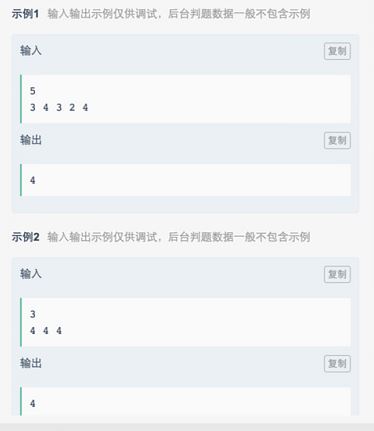 示例1 输入输出示例仅供调试，后台判题数据一般不包含示例
输入 复制
5
3 4 3 2 4
输出 复制
4
示例2 输入输出示例仅供调试，后台判题数据一般不包含示例
输入 复制
3
4 4 4
输出 复制
4